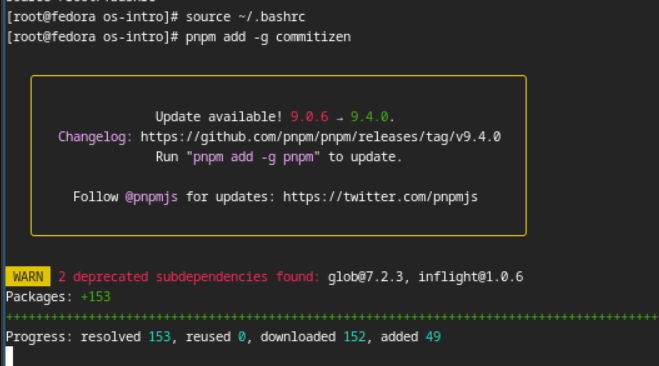 [root@fedora os-intro]# source ~/.bashrc
[root@fedora os-intro]# pnpm add -g commitizen
Update available! 9.0.6 → 9.4.0.
Changelog: https://github.com/pnpm/pnpm/releases/tag/v9.4.0
Run "pnpm add -g pnpm" to update.
Follow @pnpmjs for updates: https://twitter.com/pnpmjs
WARN 2 deprecated subdependencies found: glob@7.2.3, inflight@1.0.6
Packages: +153
++++++++++++++++++++++++++++++++++++++++++++++++++++++++++++++++++++++++++++++++++++++
Progress: resolved 153, reused 0, downloaded 152, added 49